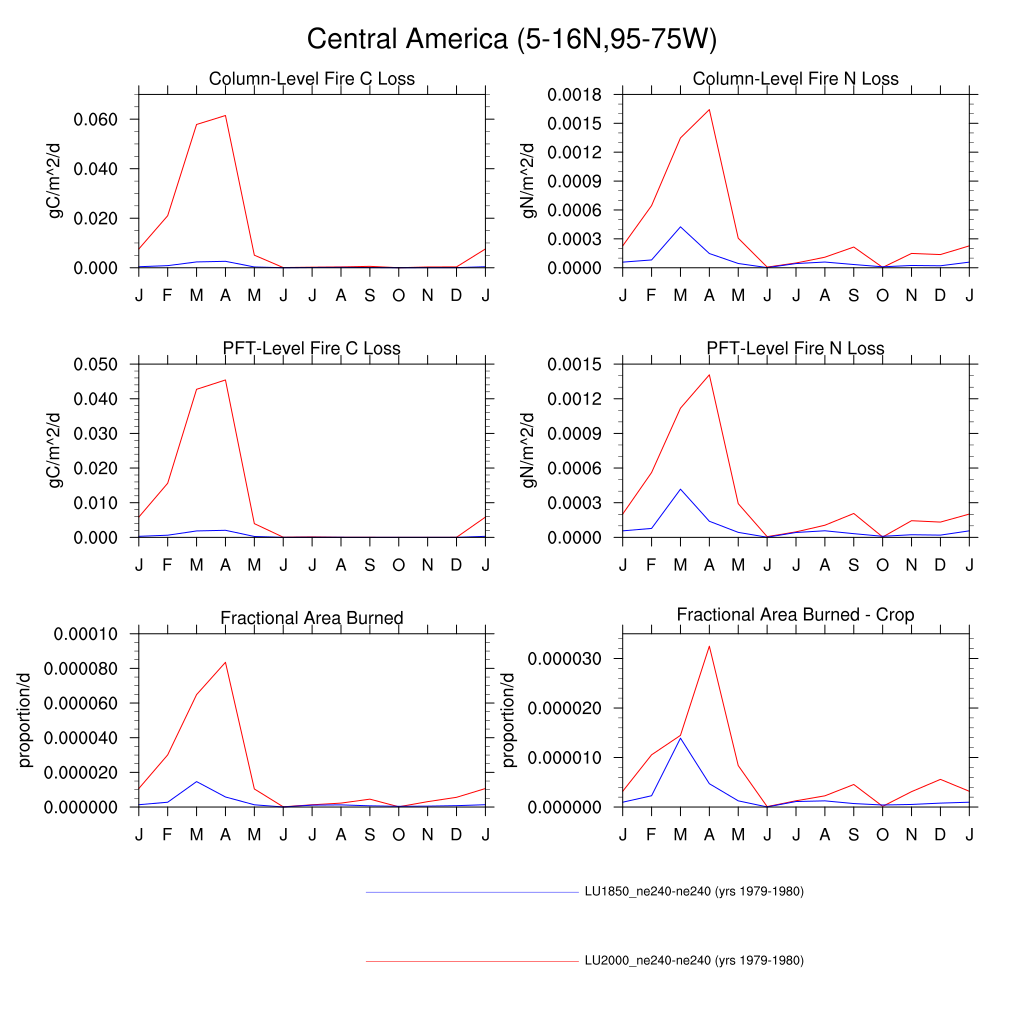 Central America (5-16N,95-75W)
Column-Level Fire C Loss
gC/m^2/d
0.060
0.040
0.020
0.000
J F M A M J J A S O N D J
Column-Level Fire N Loss
gN/m^2/d
0.0018
0.0015
0.0012
0.0009
0.0006
0.0003
0.0000
J F M A M J J A S O N D J
PFT-Level Fire C Loss
gC/m^2/d
0.050
0.040
0.030
0.020
0.010
0.000
J F M A M J J A S O N D J
PFT-Level Fire N Loss
gN/m^2/d
0.0015
0.0012
0.0009
0.0006
0.0003
0.0000
J F M A M J J A S O N D J
Fractional Area Burned
proportion/d
0.00010
0.000080
0.000060
0.000040
0.000020
0.000000
J F M A M J J A S O N D J
Fractional Area Burned - Crop
proportion/d
0.000030
0.000020
0.000010
0.000000
J F M A M J J A S O N D J
LU1850_ne240-ne240 (yrs 1979-1980)
LU2000_ne240-ne240 (yrs 1979-1980)